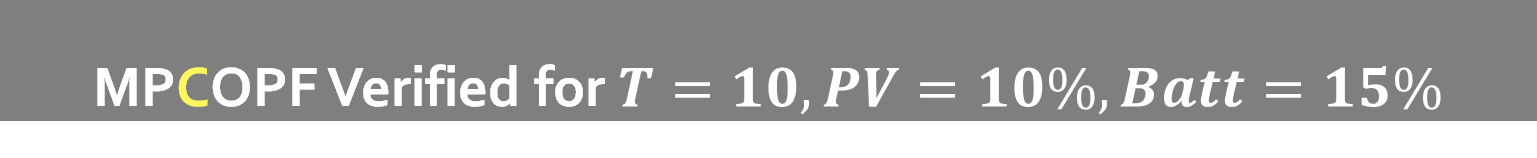 MPCOPF Verified for T = 10, PV = 10%, Batt = 15%